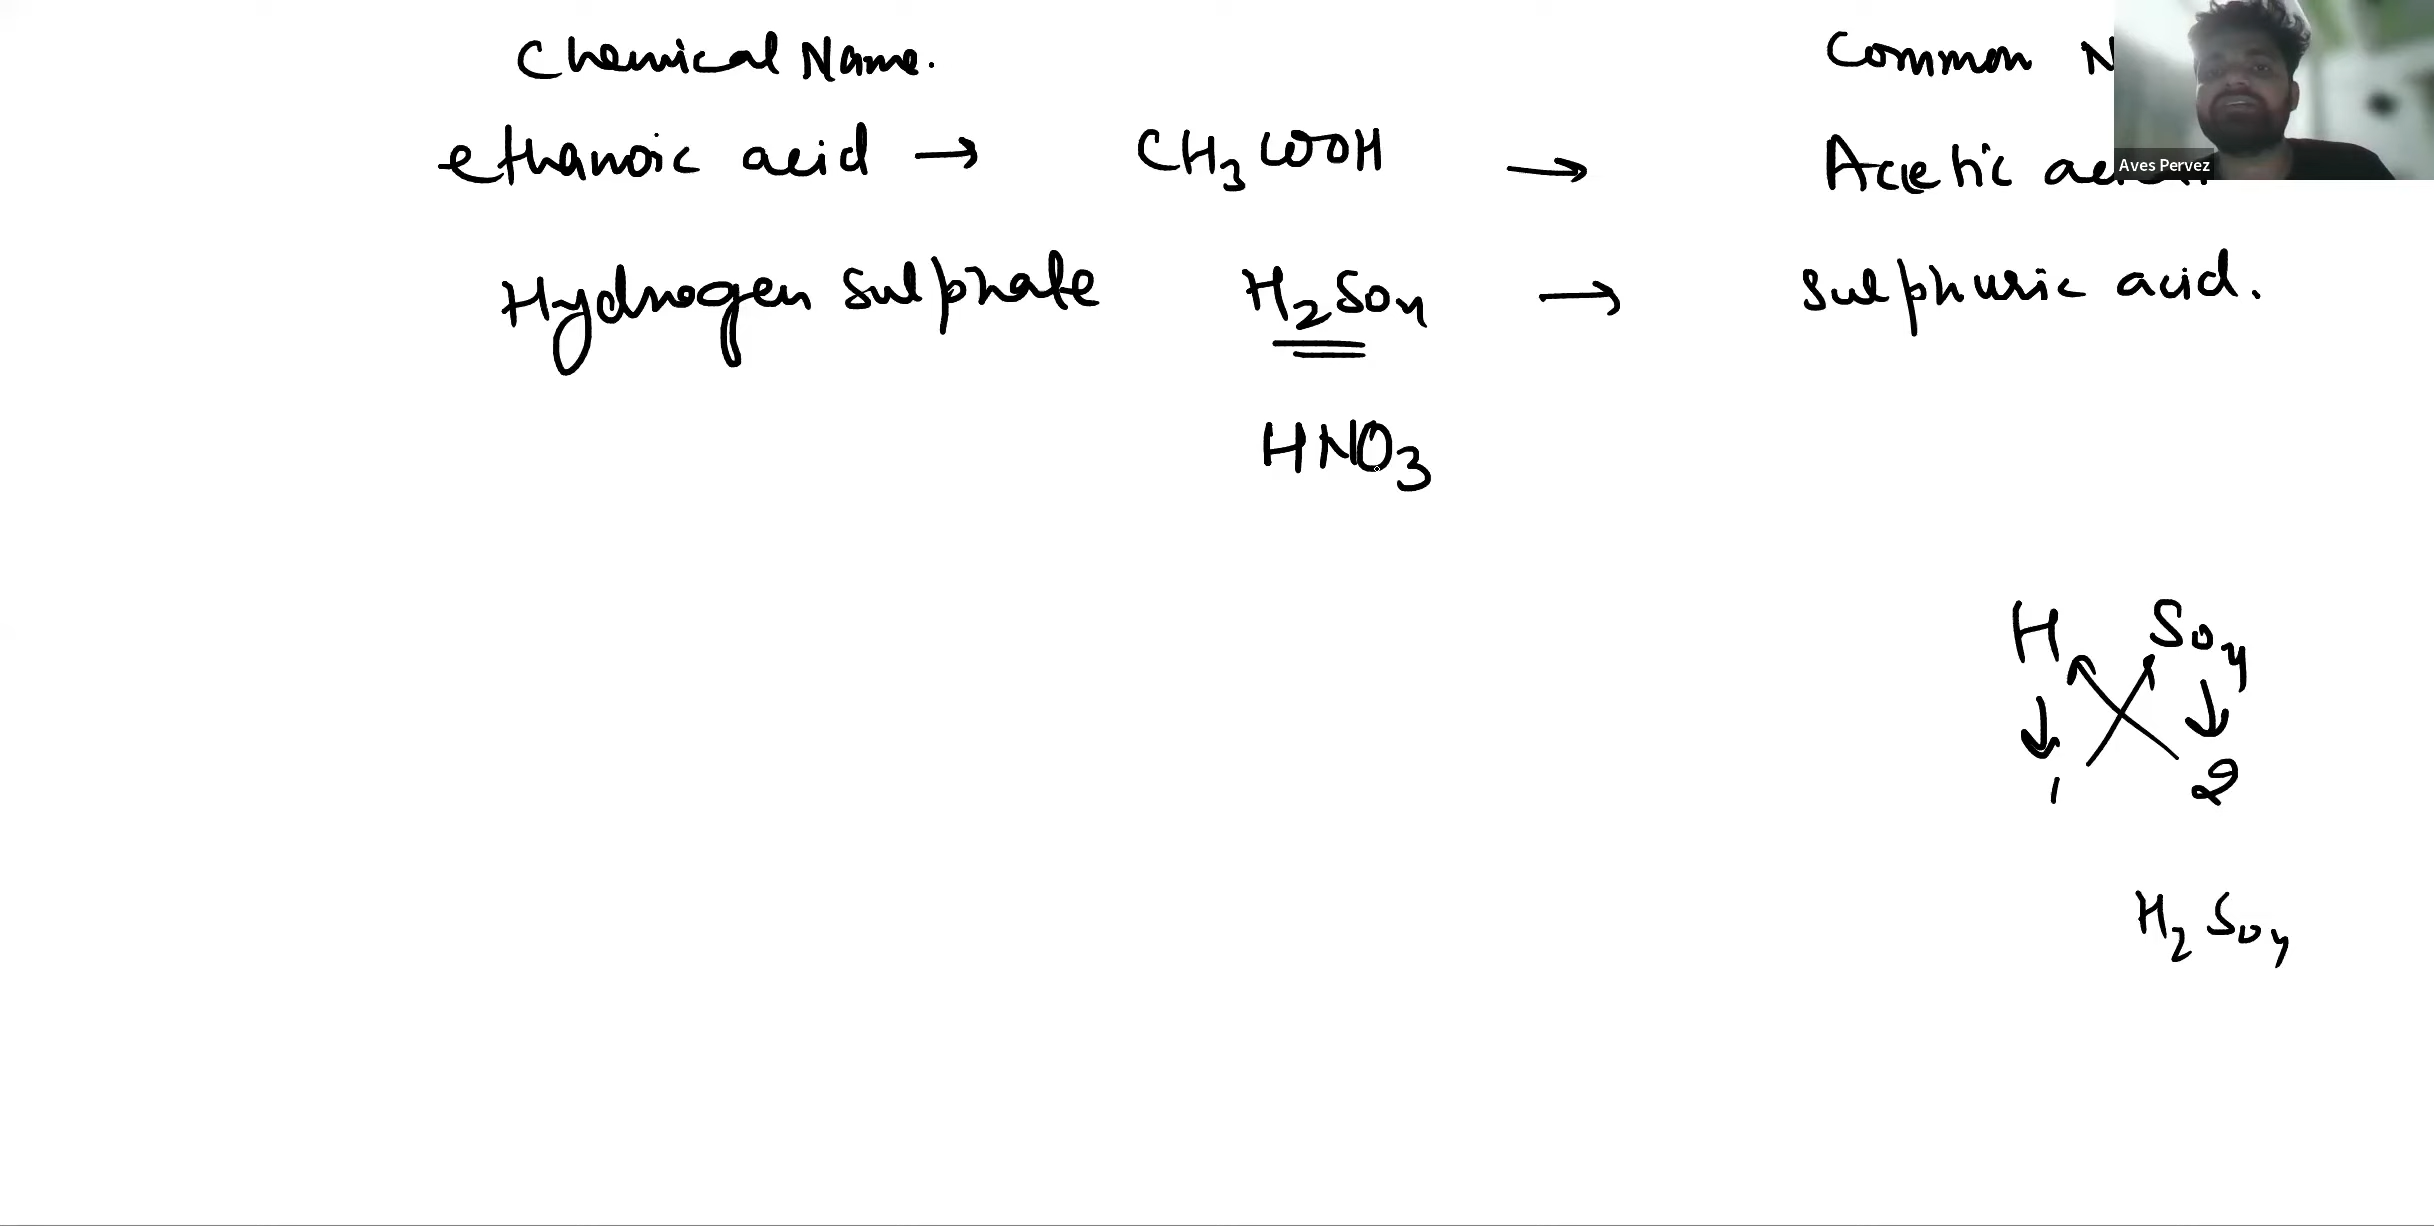 Chemical Name. Common N
ethanoic acid → CH3COOH → Acetic
Aves Pervez
Hydrogen sulphate H2SO4 → sulphuric acid.
HNO3
H SO4
↓ ↓
1 2
H2SO4